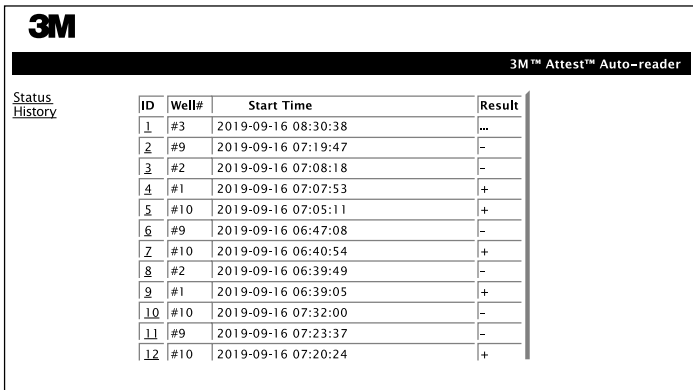 3M
3M™ Attest™ Auto-reader
Status
History
ID Well# Start Time Result
1 #3 2019-09-16 08:30:38 ...
2 #9 2019-09-16 07:19:47 –
3 #2 2019-09-16 07:08:18 –
4 #1 2019-09-16 07:07:53 +
5 #10 2019-09-16 07:05:11 +
6 #9 2019-09-16 06:47:08 –
7 #10 2019-09-16 06:40:54 +
8 #2 2019-09-16 06:39:49 –
9 #1 2019-09-16 06:39:05 +
10 #10 2019-09-16 07:32:00 –
11 #9 2019-09-16 07:23:37 –
12 #10 2019-09-16 07:20:24 +